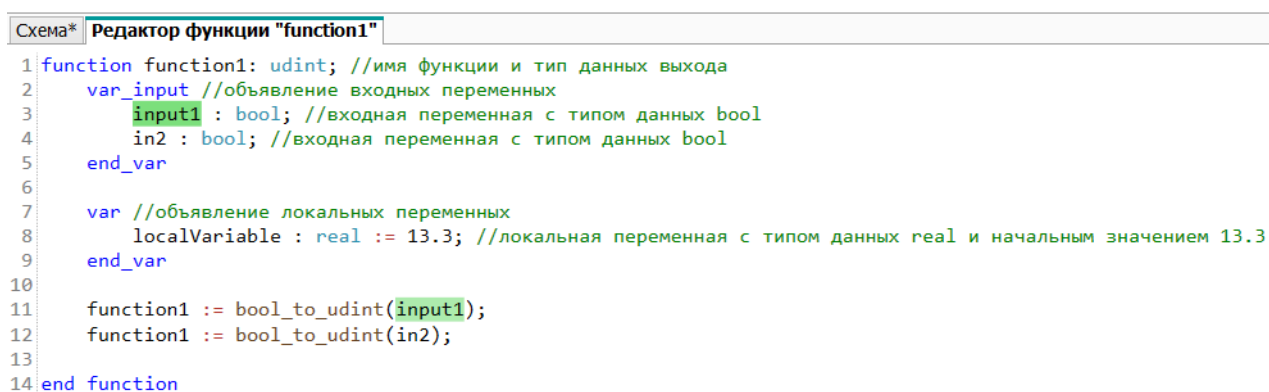 Схема* Редактор функции "function1"
1 function function1: udint; //имя функции и тип данных выхода
2 var_input //объявление входных переменных
3 input1 : bool; //входная переменная с типом данных bool
4 in2 : bool; //входная переменная с типом данных bool
5 end_var
6
7 var //объявление локальных переменных
8 localVariable : real := 13.3; //локальная переменная с типом данных real и начальным значением 13.3
9 end_var
10
11 function1 := bool_to_udint(input1);
12 function1 := bool_to_udint(in2);
13
14 end_function